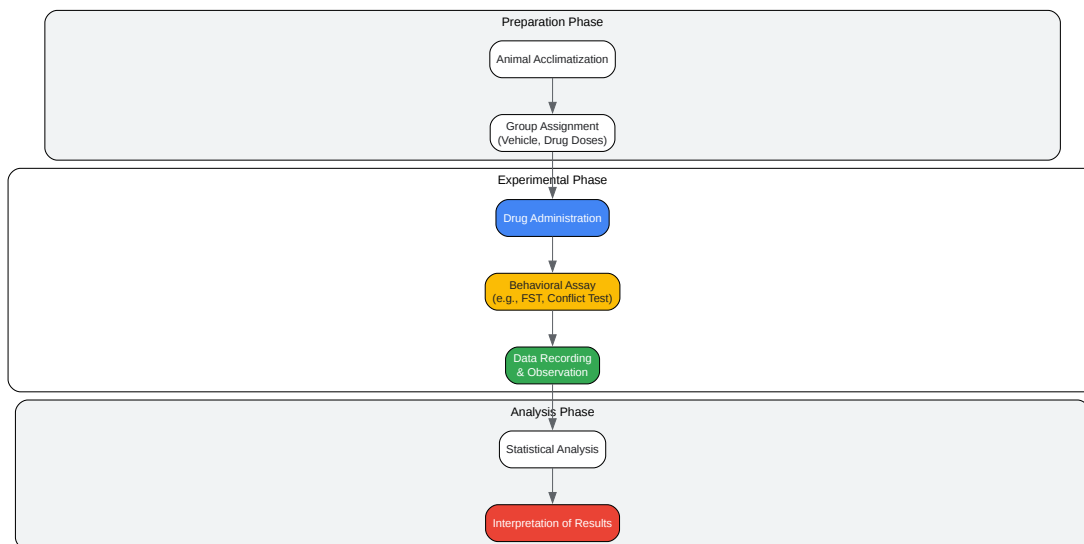 Preparation Phase
Animal Acclimatization
Group Assignment
(Vehicle, Drug Doses)
Experimental Phase
Drug Administration
Behavioral Assay
(e.g., FST, Conflict Test)
Data Recording
& Observation
Analysis Phase
Statistical Analysis
Interpretation of Results